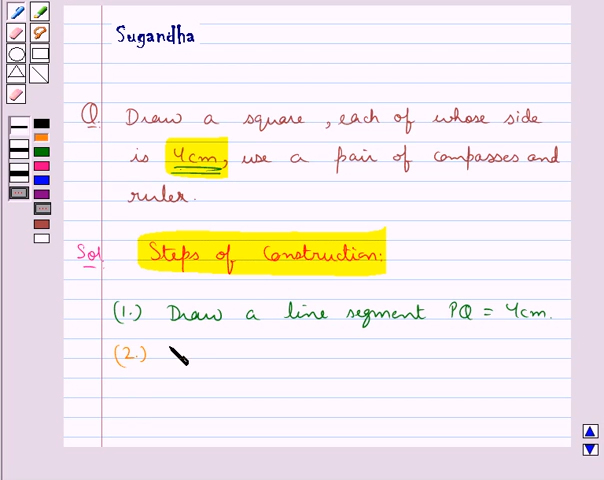 Sugandha
Q. Draw a square, each of whose side
is 4cm, use a pair of compasses and
ruler.
Sol Steps of Construction:
(1.) Draw a line segment PQ = 4cm.
(2.)